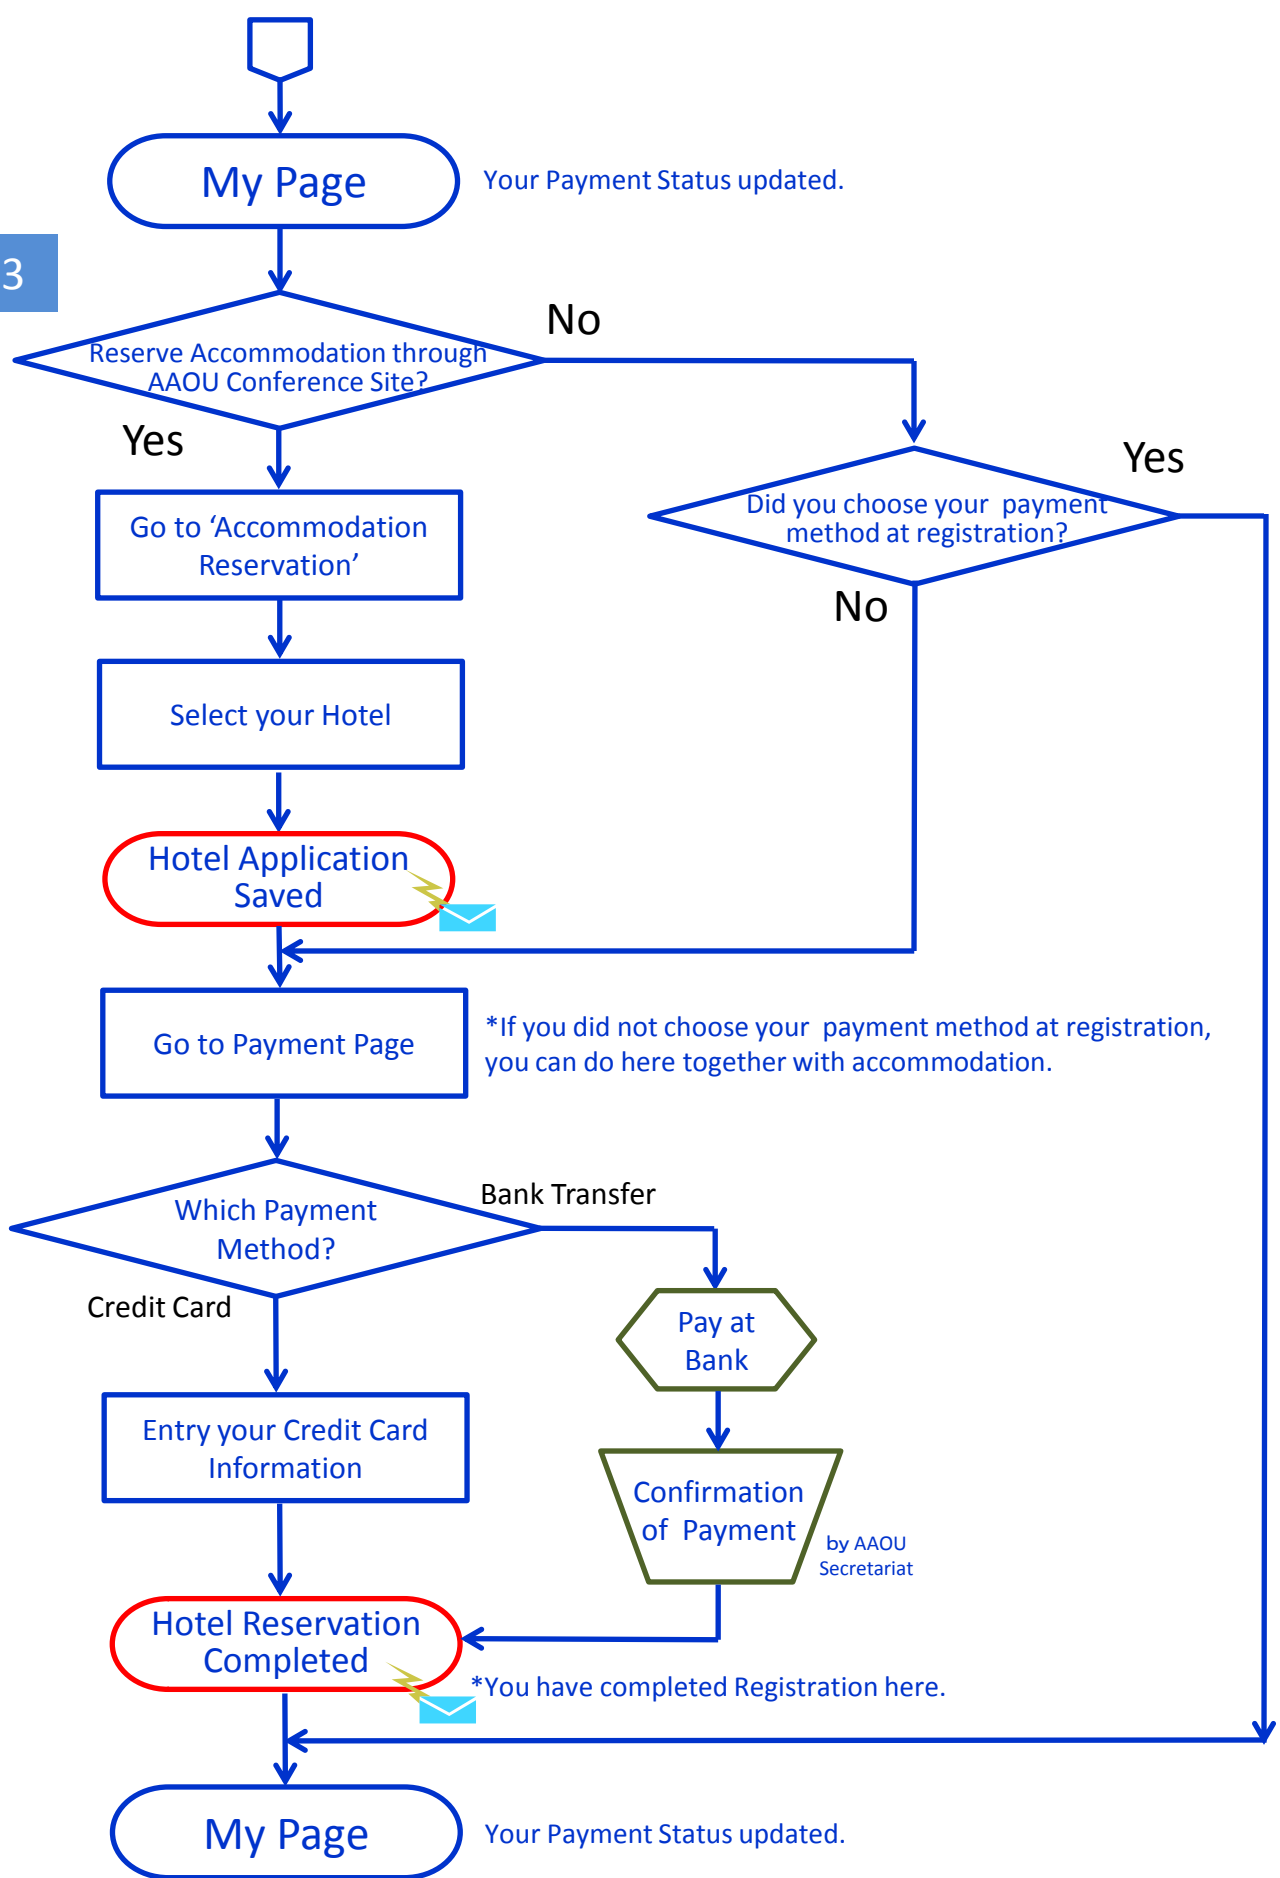 My Page
Your Payment Status updated.
3
No
Reserve Accommodation through
AAOU Conference Site?
Yes
Yes
Did you choose your  payment
method at registration?
Go to ‘Accommodation
Reservation’
No
Select your Hotel
Hotel Application
Saved
Go to Payment Page
*If you did not choose your  payment method at registration,
you can do here together with accommodation.
Which Payment
Method?
Bank Transfer
Credit Card
Pay at
Bank
Entry your Credit Card
Information
Confirmation
of  Payment
by AAOU
Secretariat
Hotel Reservation
Completed
*You have completed Registration here.
My Page
Your Payment Status updated.